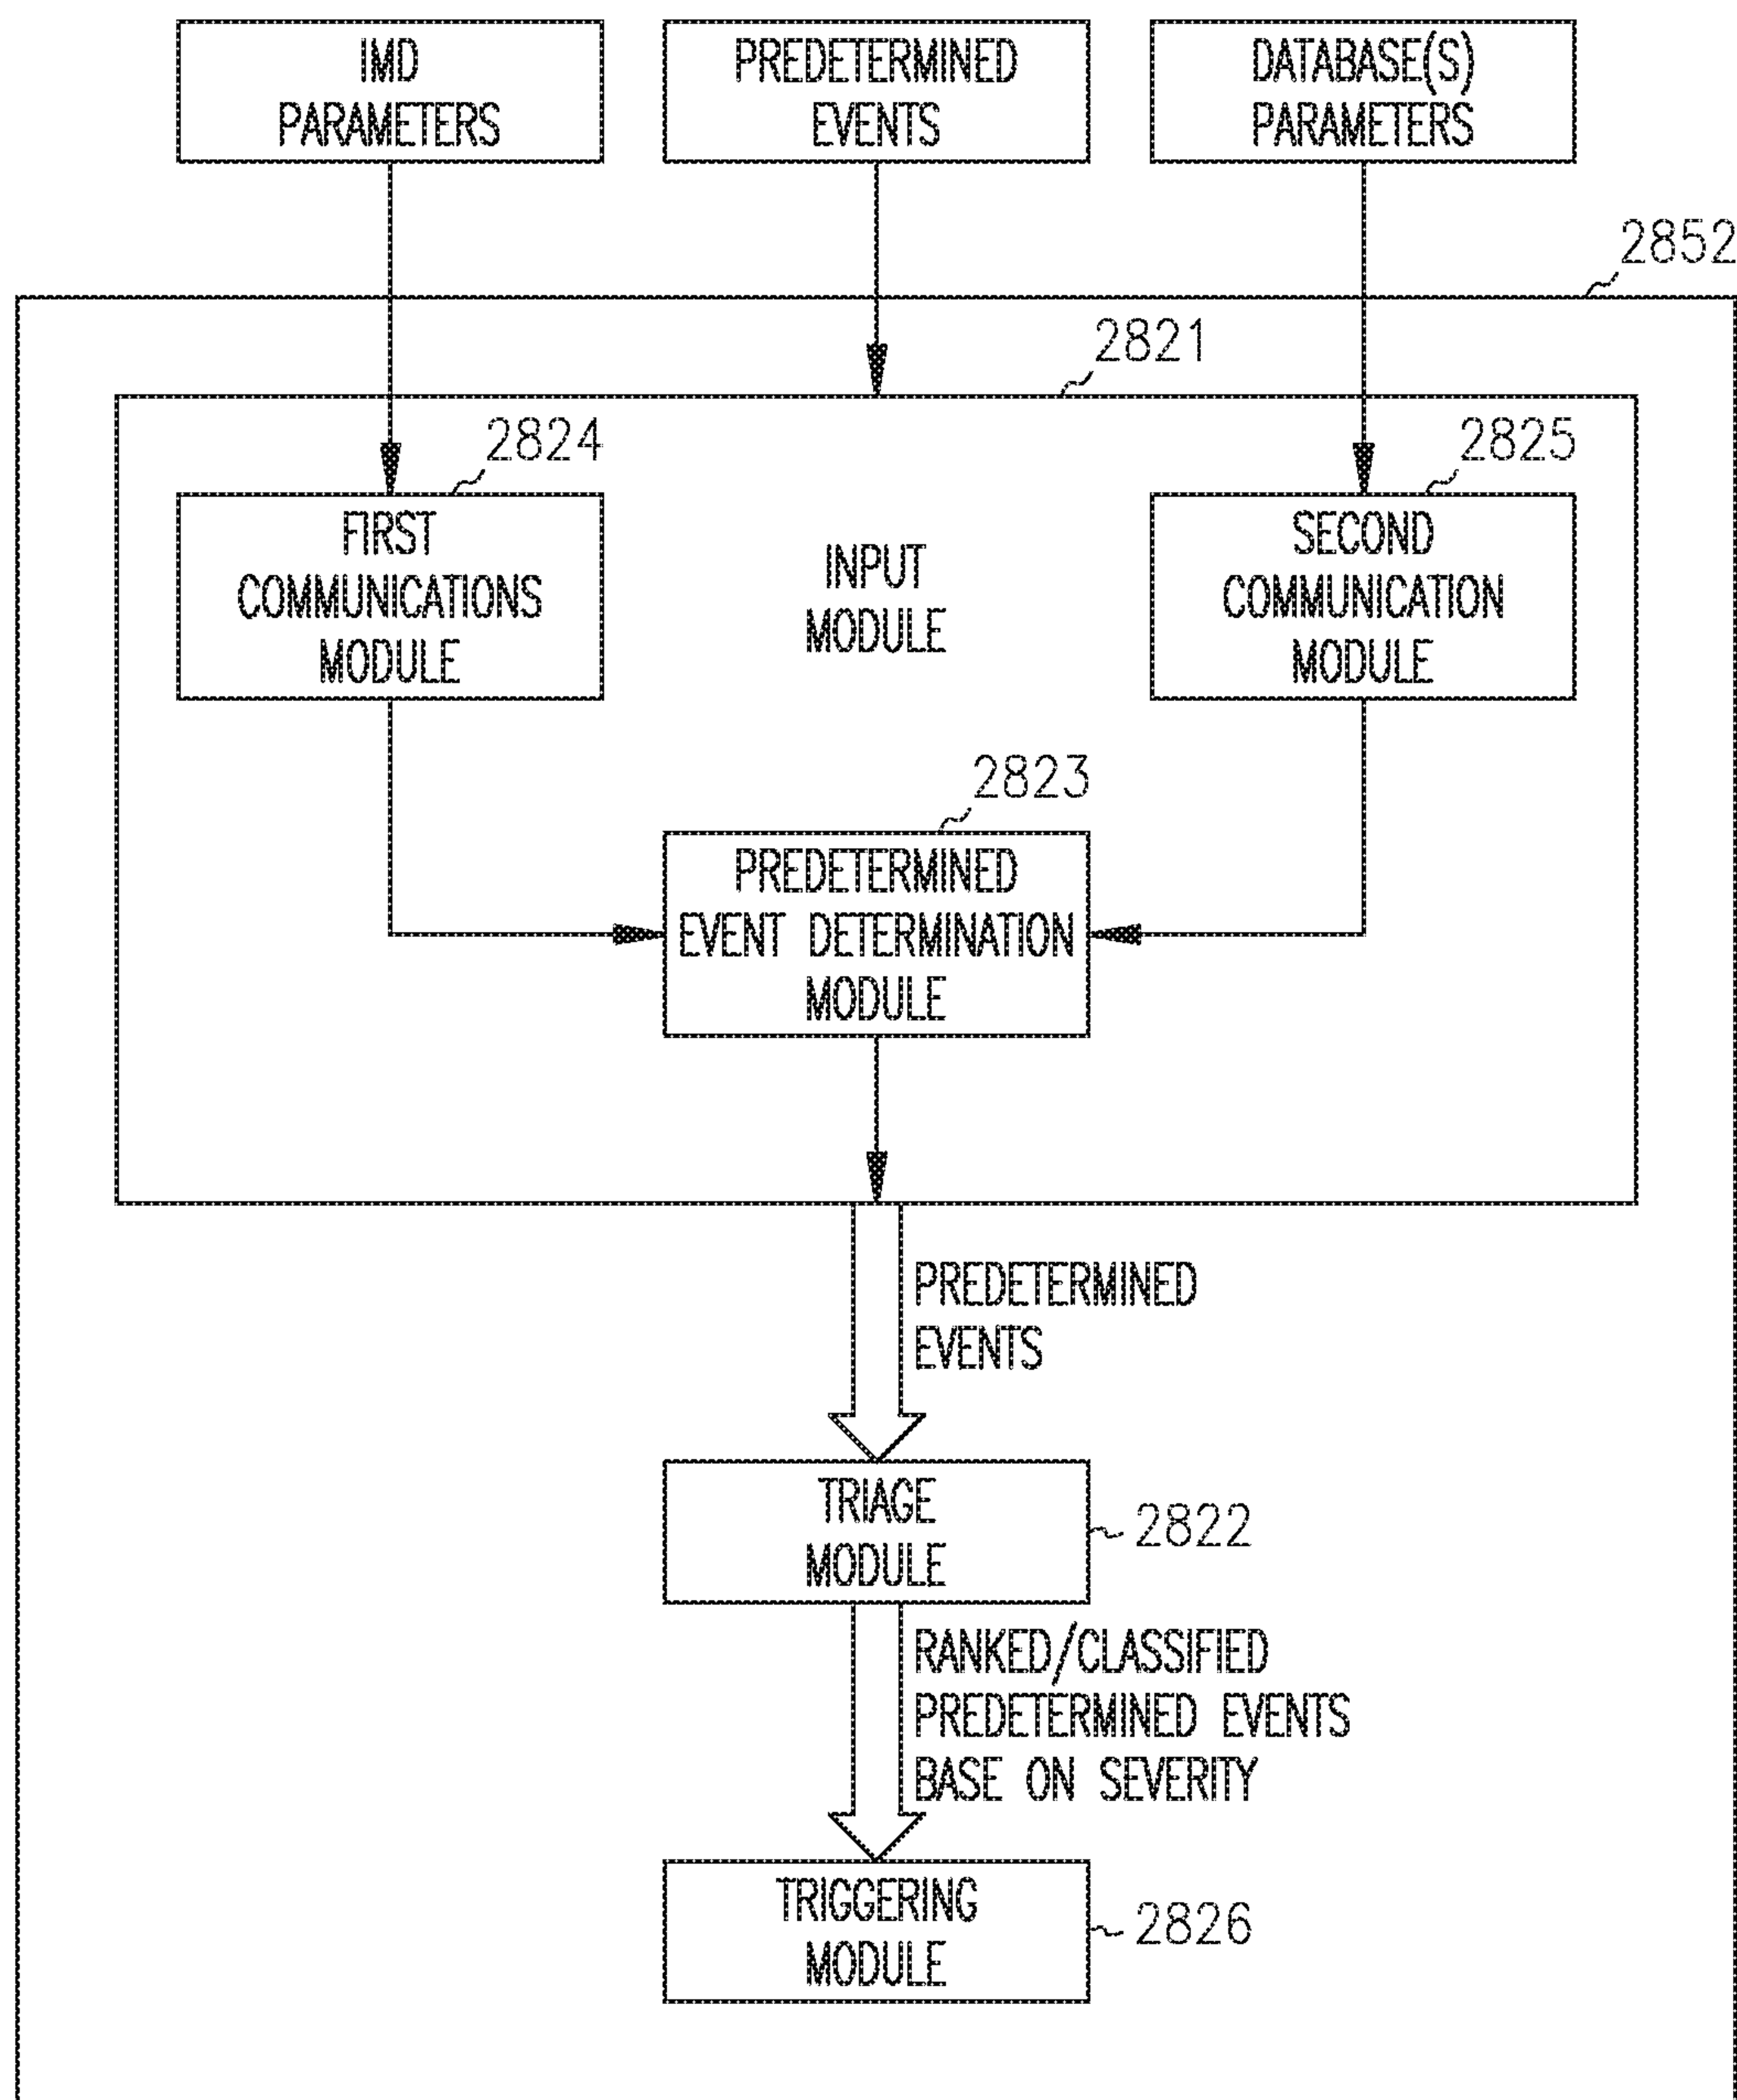 IMD
PARAMETERS
PREDETERMINED
EVENTS
DATABASE(S)
PARAMETERS
2852
2821
2824
FIRST
COMMUNICATIONS
MODULE
INPUT
MODULE
2825
SECOND
COMMUNICATION
MODULE
2823
PREDETERMINED
EVENT DETERMINATION
MODULE
PREDETERMINED
EVENTS
TRIAGE
MODULE
2822
RANKED/CLASSIFIED
PREDETERMINED EVENTS
BASE ON SEVERITY
TRIGGERING
MODULE
2826